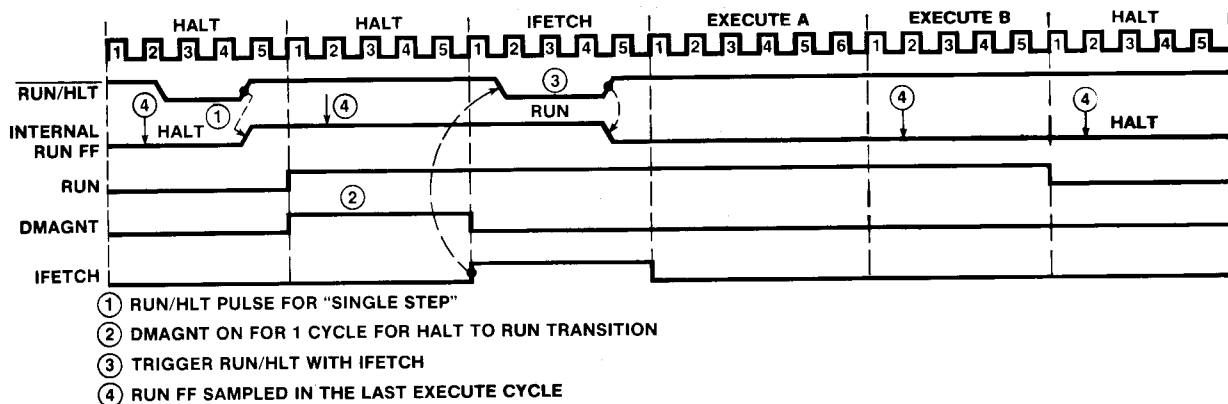 HALT HALT IFETCH EXECUTE A EXECUTE B HALT
1 2 3 4 5 1 2 3 4 5 1 2 3 4 5 1 2 3 4 5 6 1 2 3 4 5 1 2 3 4 5
RUN/HLT 3
4 1 4 RUN 4 4
INTERNAL HALT HALT
RUN FF
RUN
2
DMAGNT
IFETCH
1 RUN/HLT PULSE FOR "SINGLE STEP"
2 DMAGNT ON FOR 1 CYCLE FOR HALT TO RUN TRANSITION
3 TRIGGER RUN/HLT WITH IFETCH
4 RUN FF SAMPLED IN THE LAST EXECUTE CYCLE